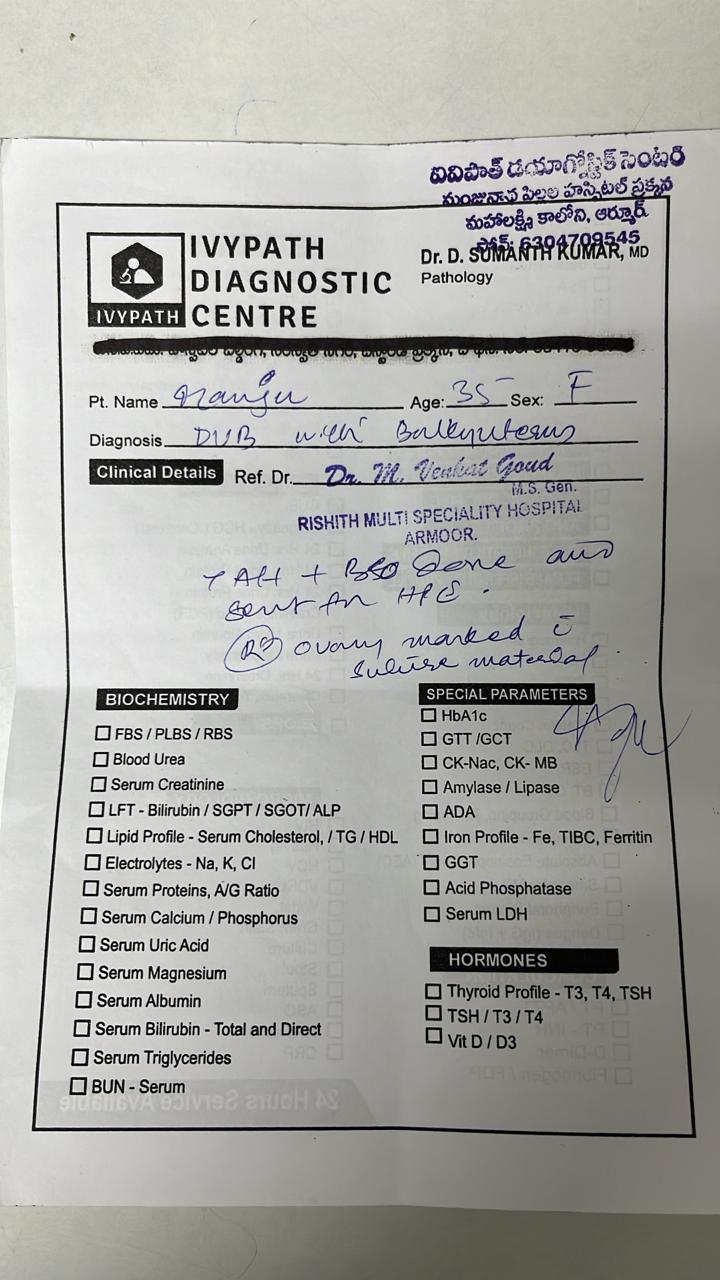 ఐవిపాత్ డయాగ్నోస్టిక్ సెంటర్
మంజునాథ పిల్లల హాస్పిటల్ ప్రక్కన
మహాలక్ష్మి కాలోని, ఆర్మూర్
ఫోన్: 6304709545
IVYPATH
DIAGNOSTIC
CENTRE
IVYPATH
Dr. D. SUMANTH KUMAR, MD
Pathology
Pt. Name Manju Age: 35 Sex: F
Diagnosis DUB with Bulky uterus
Clinical Details Ref. Dr. Dr. M. Venkat Goud
M.S. Gen.
RISHITH MULTI SPECIALITY HOSPITAL
ARMOOR.
TAH + BSO done and
sent for HPE.
Rt ovary marked c̄
suture material.
BIOCHEMISTRY
FBS / PLBS / RBS
Blood Urea
Serum Creatinine
LFT - Bilirubin / SGPT / SGOT/ ALP
Lipid Profile - Serum Cholesterol, / TG / HDL
Electrolytes - Na, K, Cl
Serum Proteins, A/G Ratio
Serum Calcium / Phosphorus
Serum Uric Acid
Serum Magnesium
Serum Albumin
Serum Bilirubin - Total and Direct
Serum Triglycerides
BUN - Serum
SPECIAL PARAMETERS
HbA1c
GTT /GCT
CK-Nac, CK- MB
Amylase / Lipase
ADA
Iron Profile - Fe, TIBC, Ferritin
GGT
Acid Phosphatase
Serum LDH
HORMONES
Thyroid Profile - T3, T4, TSH
TSH / T3 / T4
Vit D / D3
24 Hours Service Available